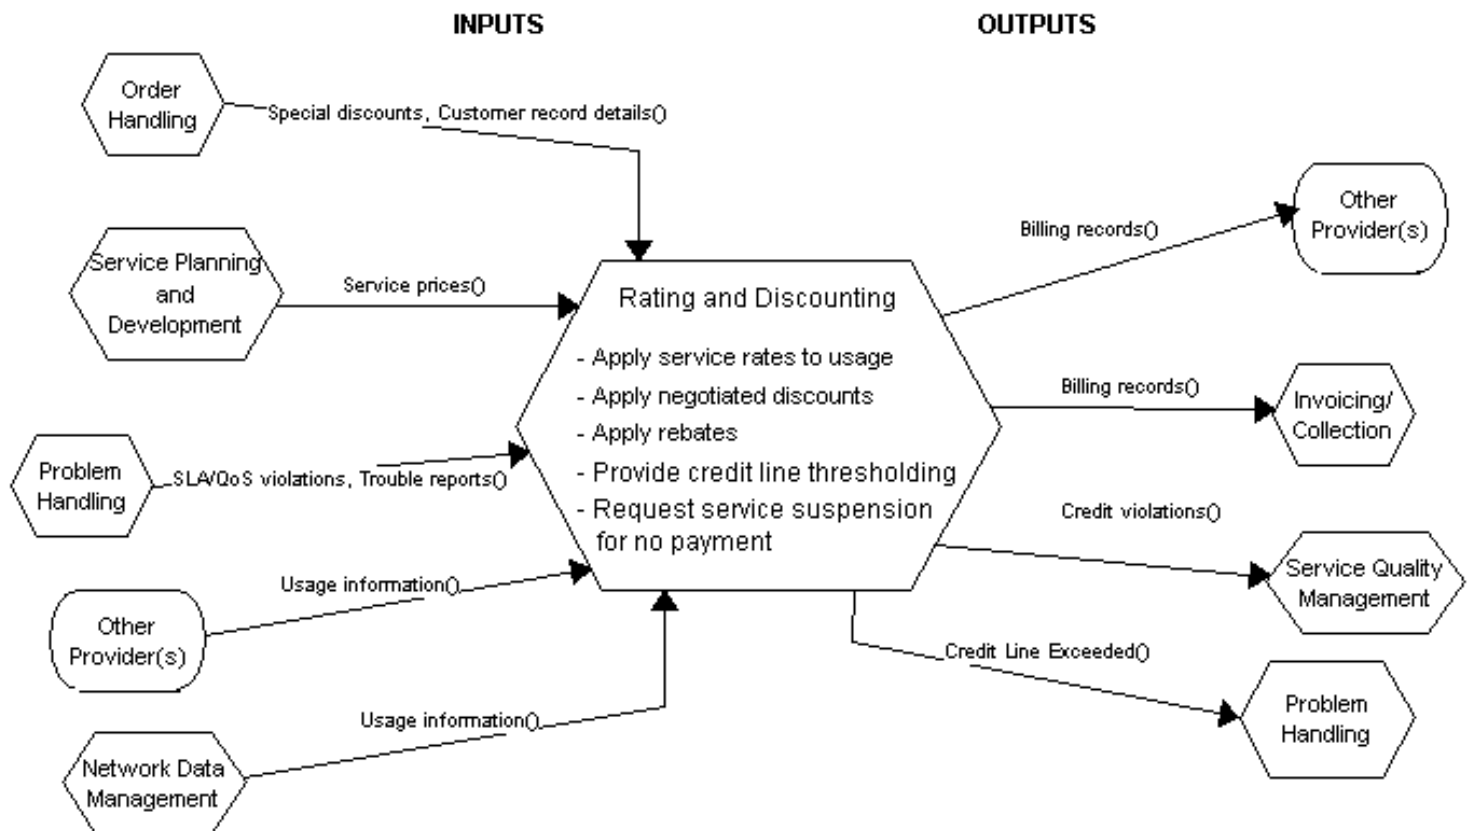 INPUTS
OUTPUTS
Order
Handling
Special discounts, Customer record details()
Service Planning
and
Development
Service prices()
Problem
Handling
SLA/QoS violations, Trouble reports()
Other
Provider(s)
Usage information()
Network Data
Management
Usage information()
Rating and Discounting
- Apply service rates to usage
- Apply negotiated discounts
- Apply rebates
- Provide credit line thresholding
- Request service suspension
for no payment
Billing records()
Other
Provider(s)
Billing records()
Invoicing/
Collection
Credit violations()
Service Quality
Management
Credit Line Exceeded()
Problem
Handling